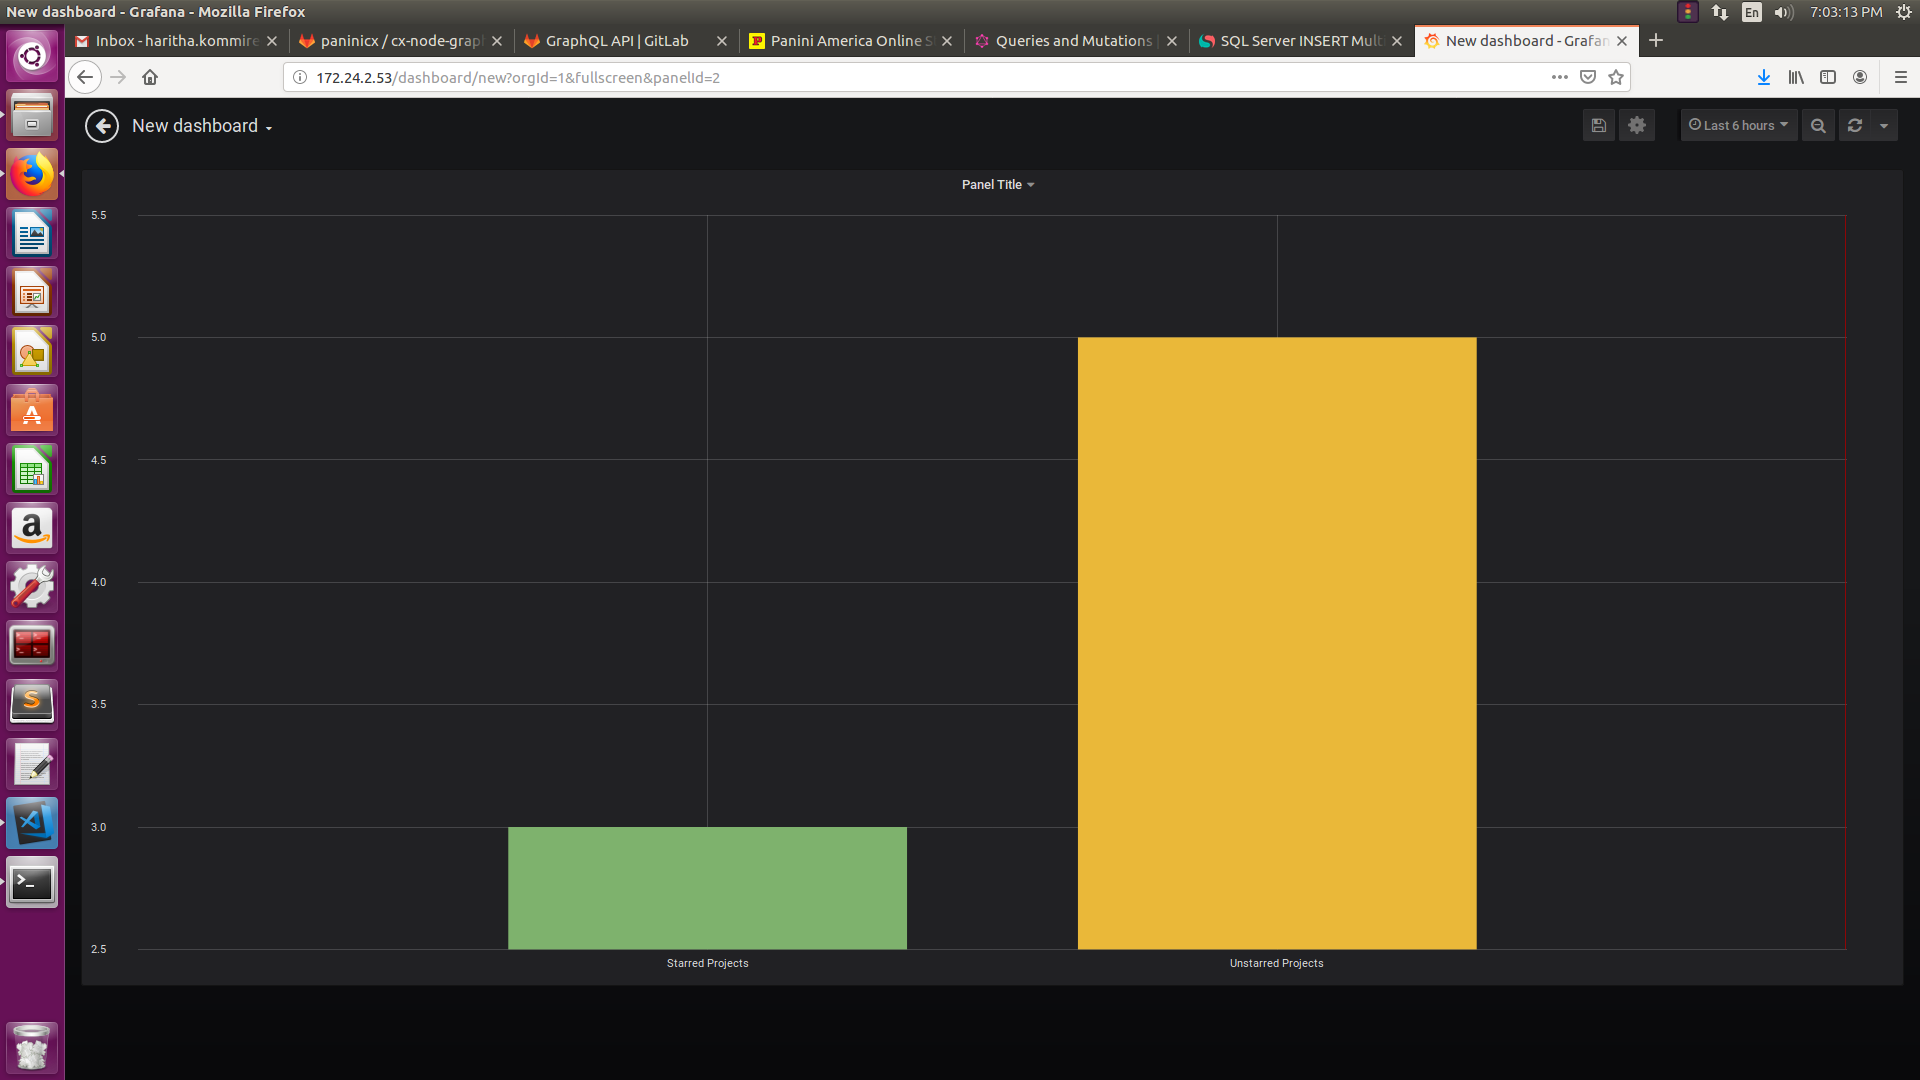 New dashboard - Grafana - Mozilla Firefox
En
7:03:13 PM
Inbox - haritha.kommire
paninicx / cx-node-grap
GraphQL API | GitLab
Panini America Online S
Queries and Mutations |
SQL Server INSERT Mult
New dashboard - Grafan
172.24.2.53/dashboard/new?orgId=1&fullscreen&panelId=2
New dashboard
Last 6 hours
Panel Title
5.5
5.0
4.5
4.0
3.5
3.0
2.5
Starred Projects
Unstarred Projects